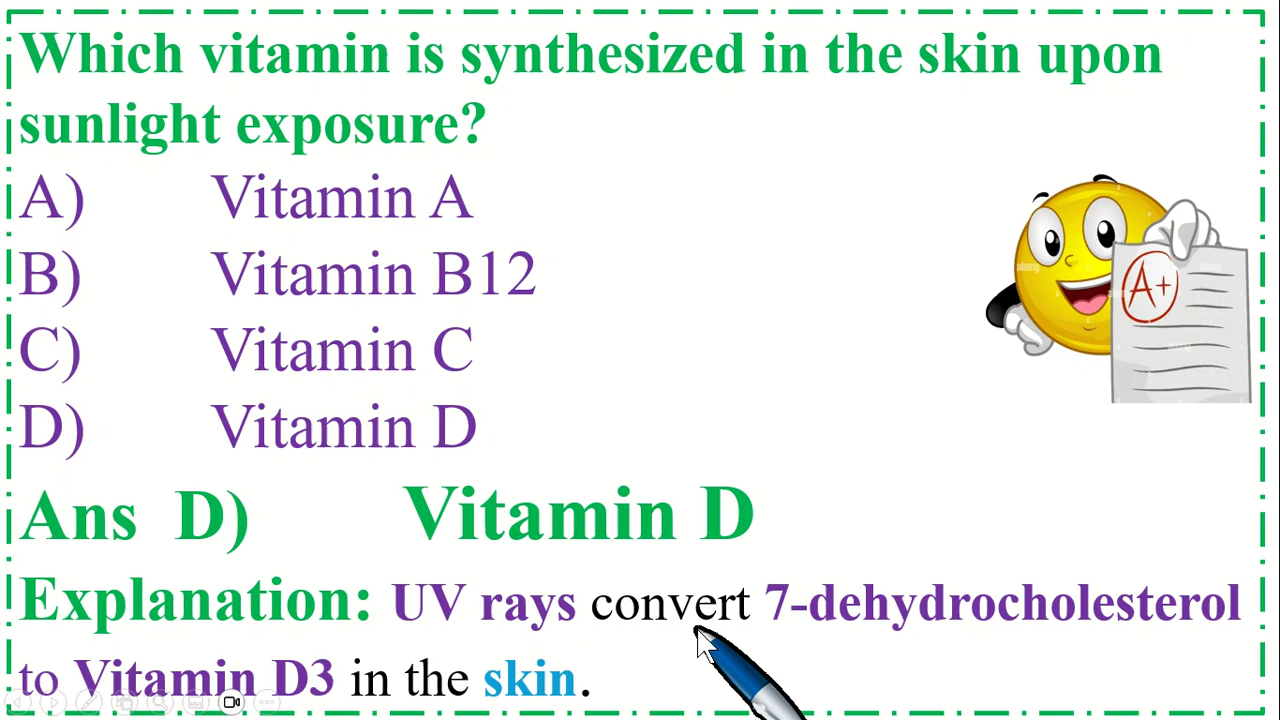 Which vitamin is synthesized in the skin upon
sunlight exposure?
A) Vitamin A
B) Vitamin B12
C) Vitamin C
D) Vitamin D
A+
Ans D) Vitamin D
Explanation: UV rays convert 7-dehydrocholesterol
to Vitamin D3 in the skin.